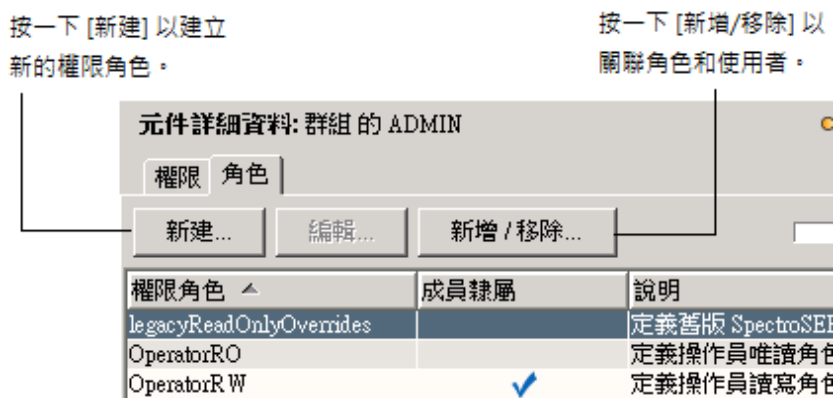 按一下 [新建] 以建立
新的權限角色。
按一下 [新增/移除] 以
關聯角色和使用者。
元件詳細資料: 群組 的 ADMIN
權限 角色
新建... 編輯... 新增 / 移除...
權限角色 成員隸屬 說明
legacyReadOnlyOverrides 定義舊版 SpectroSER
OperatorRO 定義操作員唯讀角色
OperatorRW 定義操作員讀寫角色